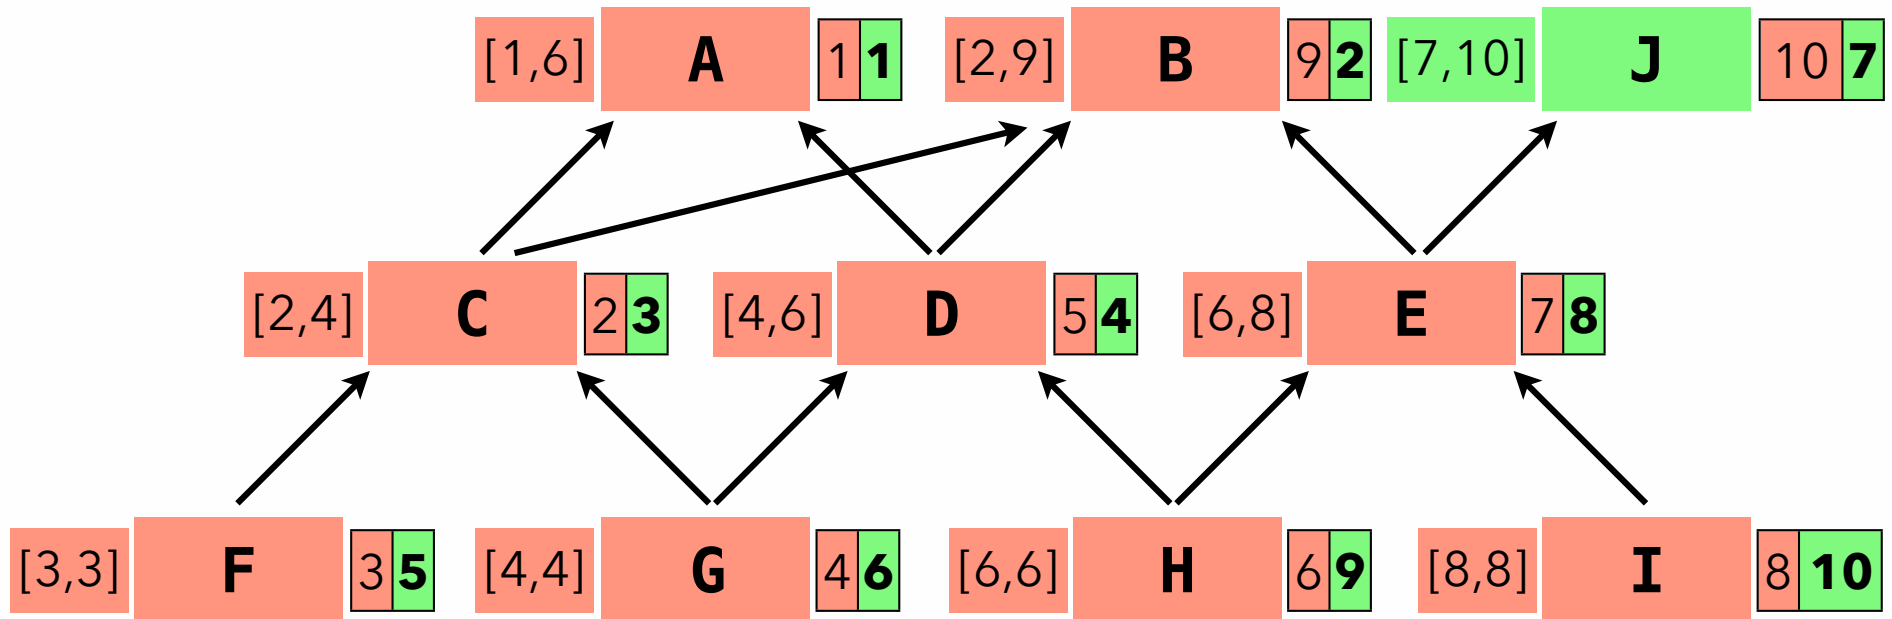 [1,6] A 1 1 [2,9] B 9 2 [7,10] J 10 7
[2,4] C 2 3 [4,6] D 5 4 [6,8] E 7 8
[3,3] F 3 5 [4,4] G 4 6 [6,6] H 6 9 [8,8] I 8 10